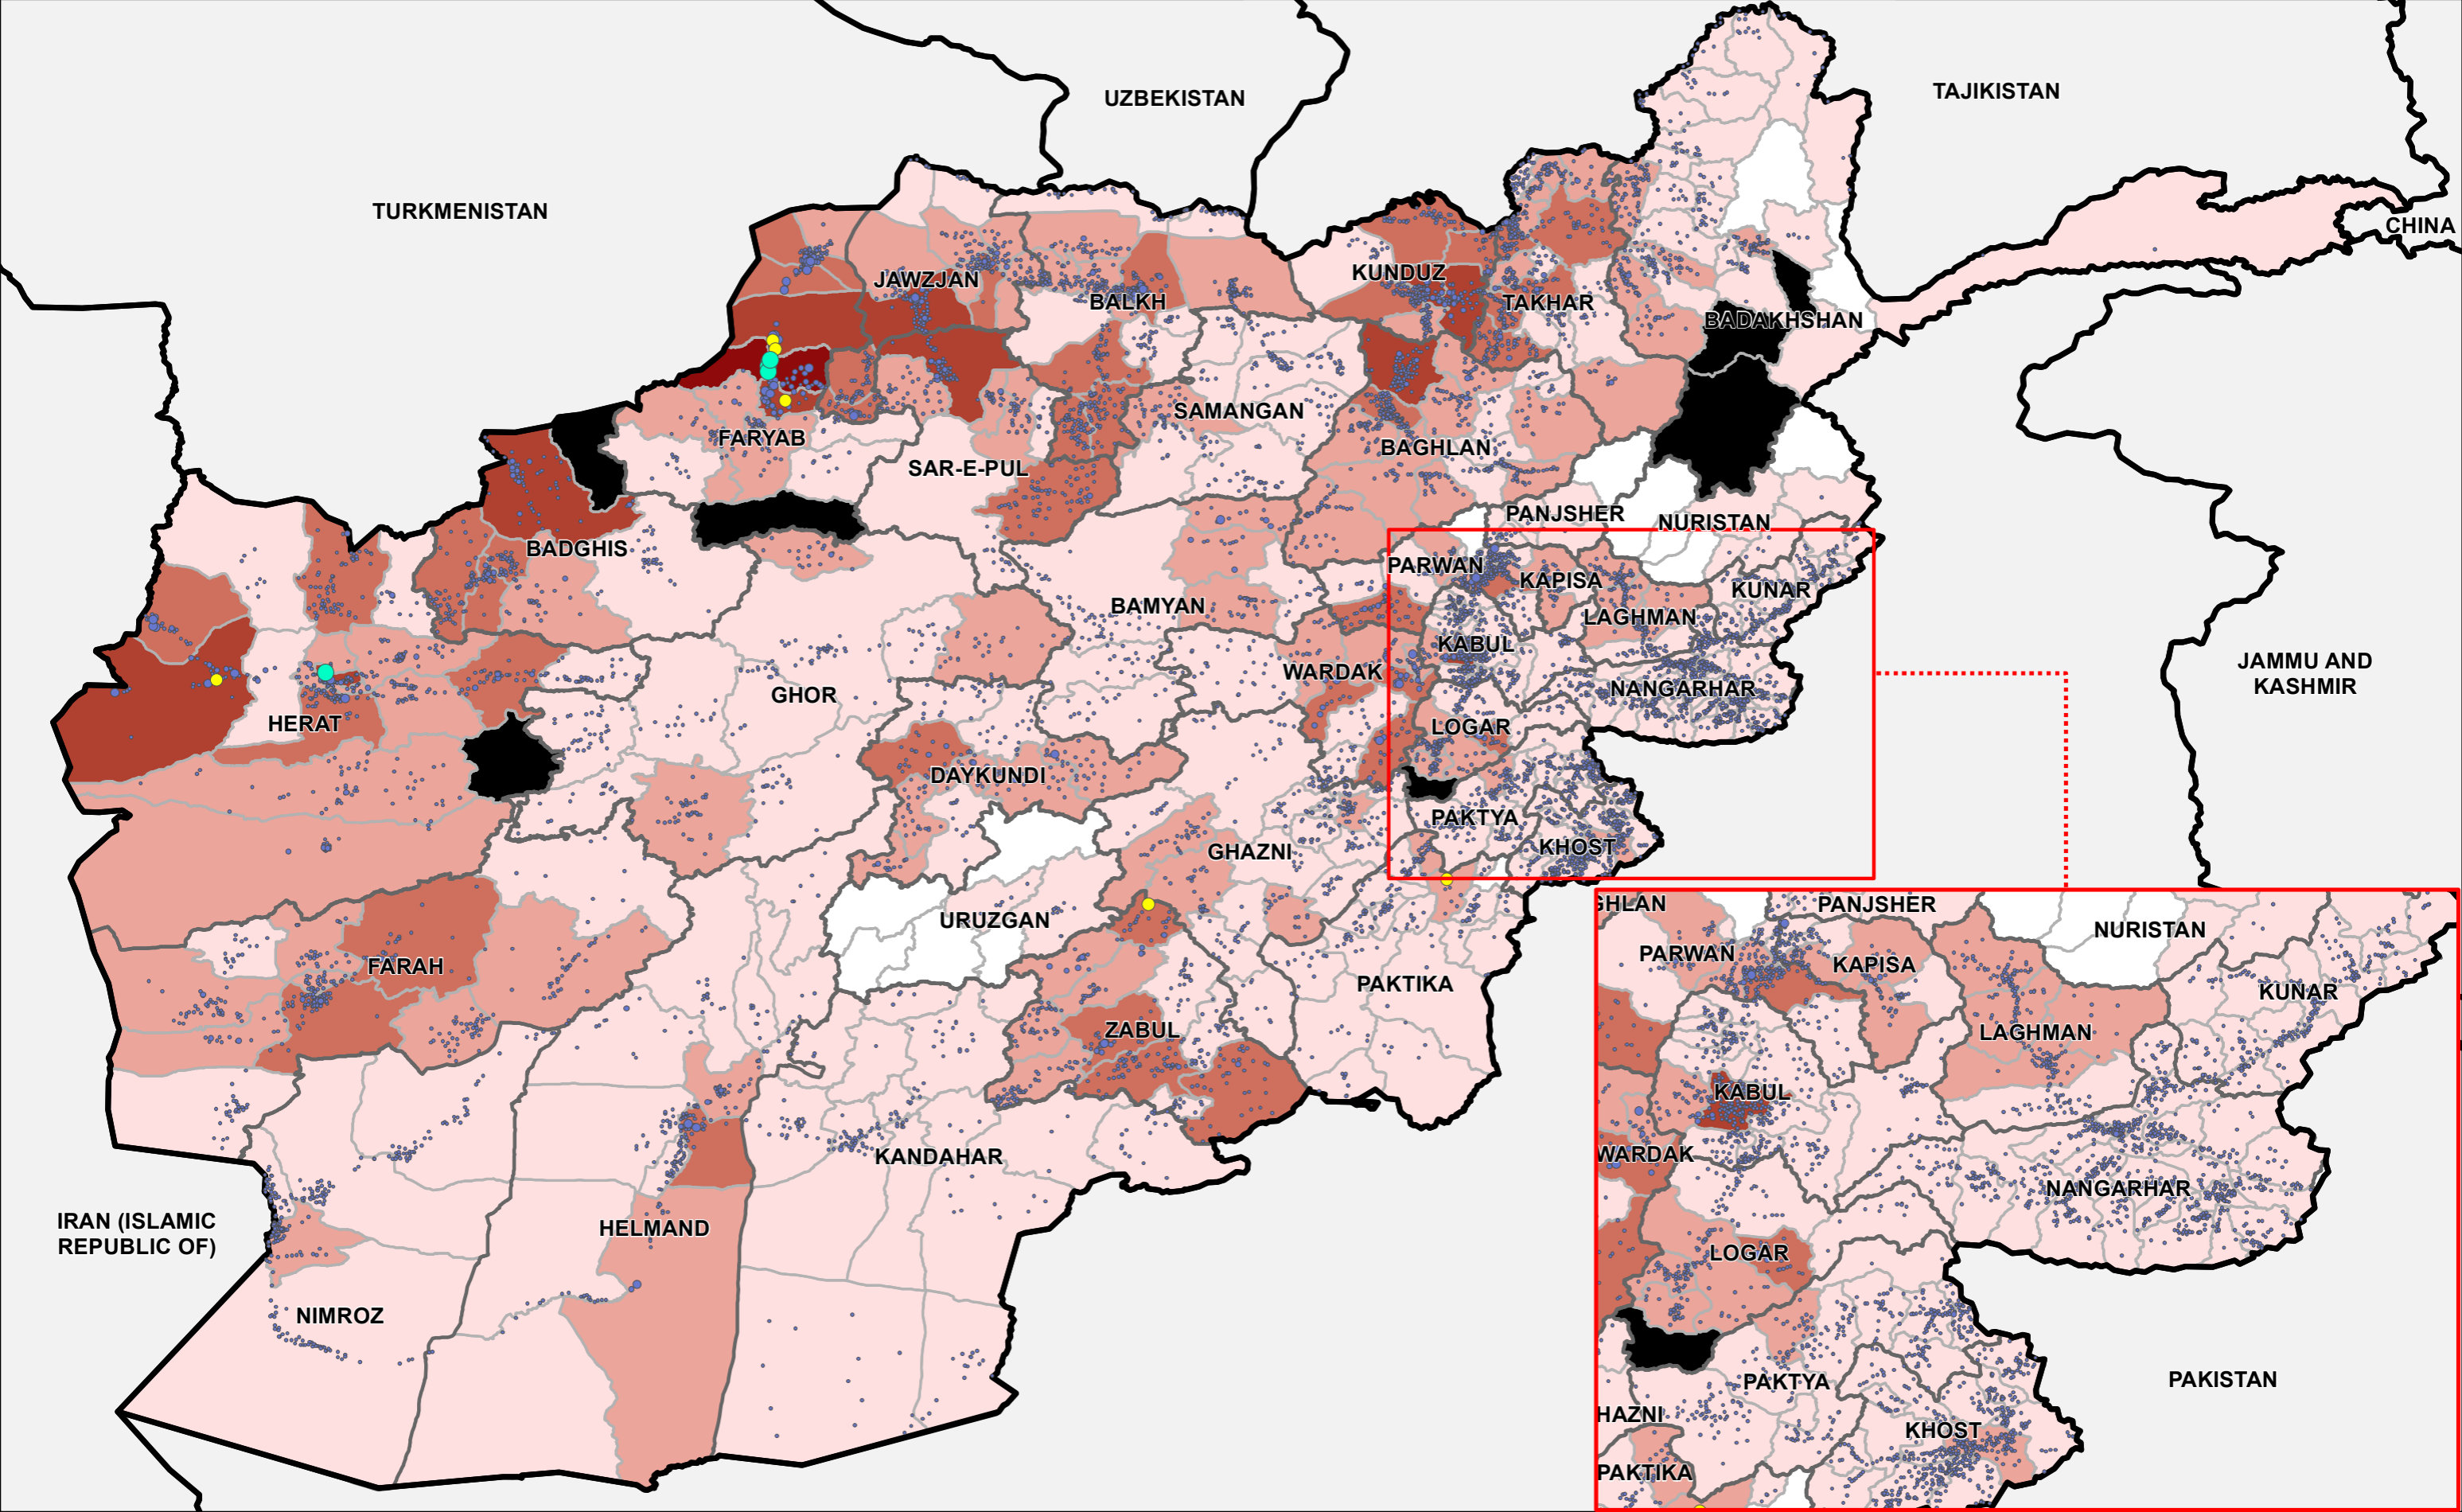 UZBEKISTAN
TAJIKISTAN
TURKMENISTAN
CHINA
JAWZJAN
BALKH
KUNDUZ
TAKHAR
BADAKHSHAN
SAMANGAN
FARYAB
BAGHLAN
SAR-E-PUL
PANJSHER
NURISTAN
BADGHIS
PARWAN
KAPISA
KUNAR
BAMYAN
LAGHMAN
KABUL
WARDAK
JAMMU AND
KASHMIR
GHOR
NANGARHAR
HERAT
LOGAR
DAYKUNDI
PAKTYA
KHOST
GHAZNI
URUZGAN
FARAH
PAKTIKA
ZABUL
KANDAHAR
HELMAND
IRAN (ISLAMIC
REPUBLIC OF)
NIMROZ
GHLAN
PANJSHER
NURISTAN
PARWAN
KAPISA
KUNAR
LAGHMAN
KABUL
WARDAK
NANGARHAR
LOGAR
PAKTYA
PAKISTAN
HAZNI
KHOST
PAKTIKA